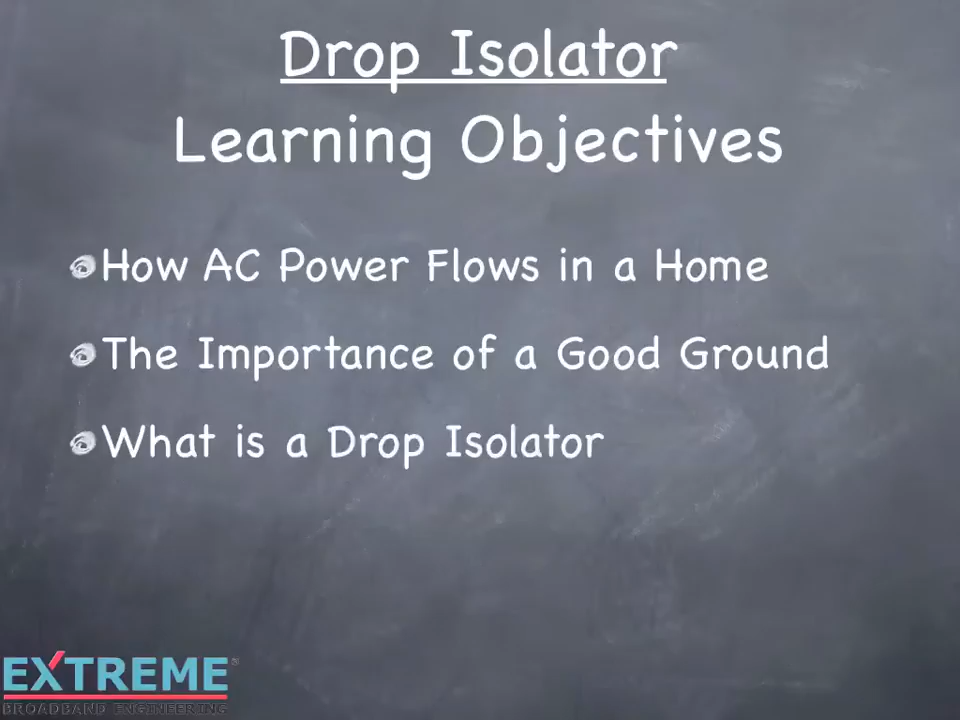 Drop Isolator
Learning Objectives
How AC Power Flows in a Home
The Importance of a Good Ground
What is a Drop Isolator
EXTREME®
BROADBAND ENGINEERING